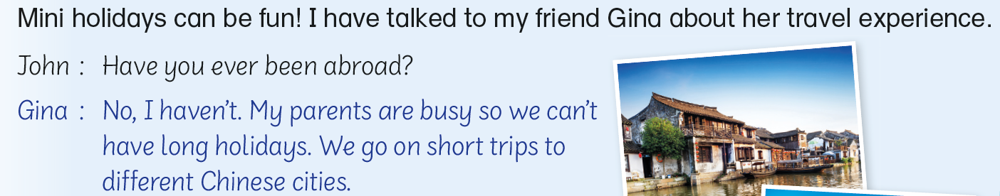 Mini holidays can be fun! I have talked to my friend Gina about her travel experience.
John : Have you ever been abroad?
Gina : No, I haven't. My parents are busy so we can't
have long holidays. We go on short trips to
different Chinese cities.